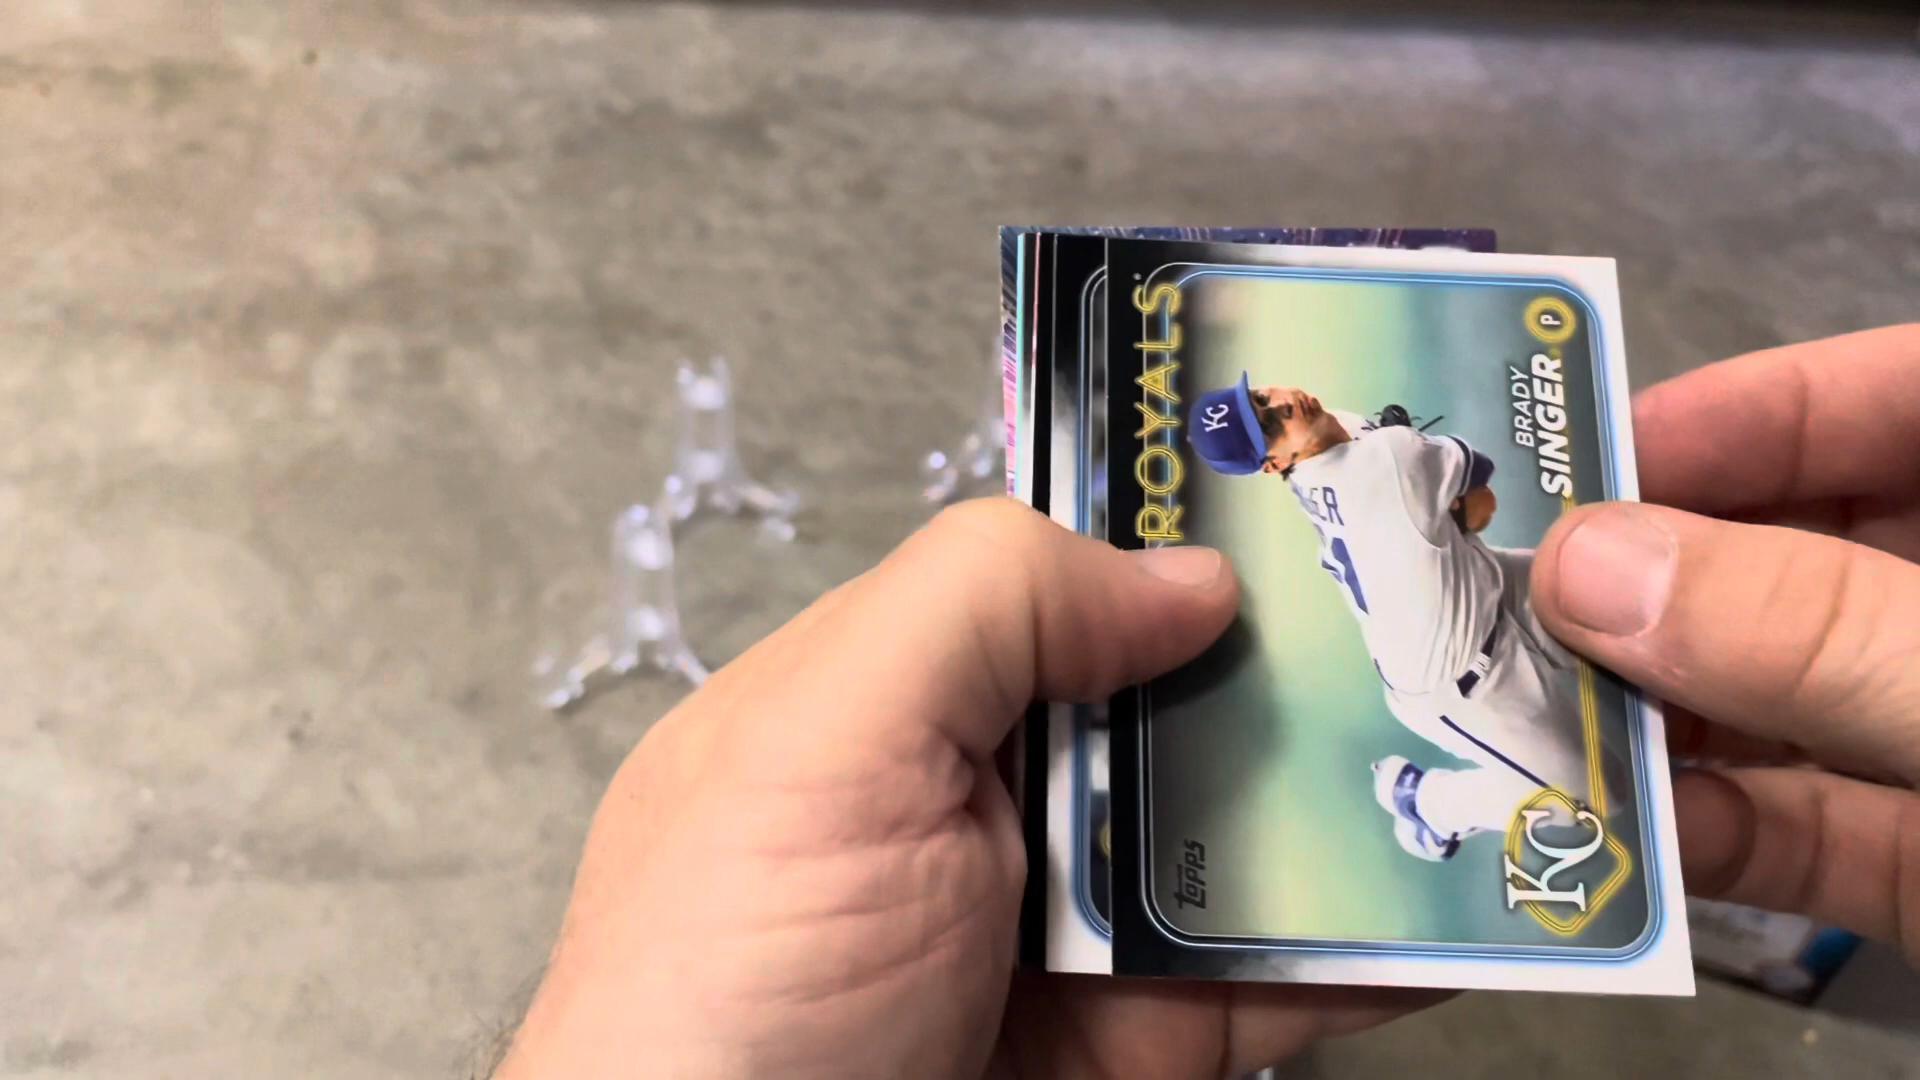 ROYALS
P
BRADY
SINGER
KC
KC
topps